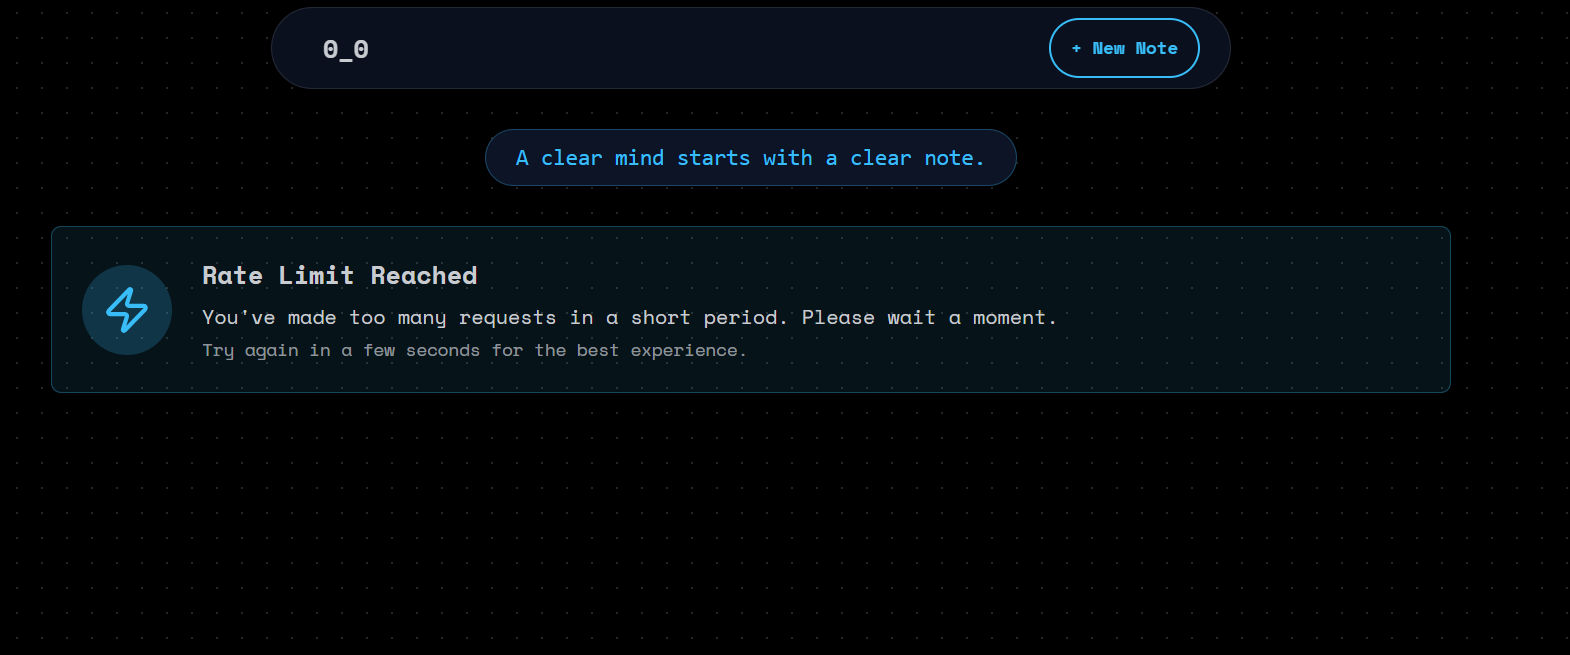 0_0
+ New Note
A clear mind starts with a clear note.
Rate Limit Reached
You've made too many requests in a short period. Please wait a moment.
Try again in a few seconds for the best experience.